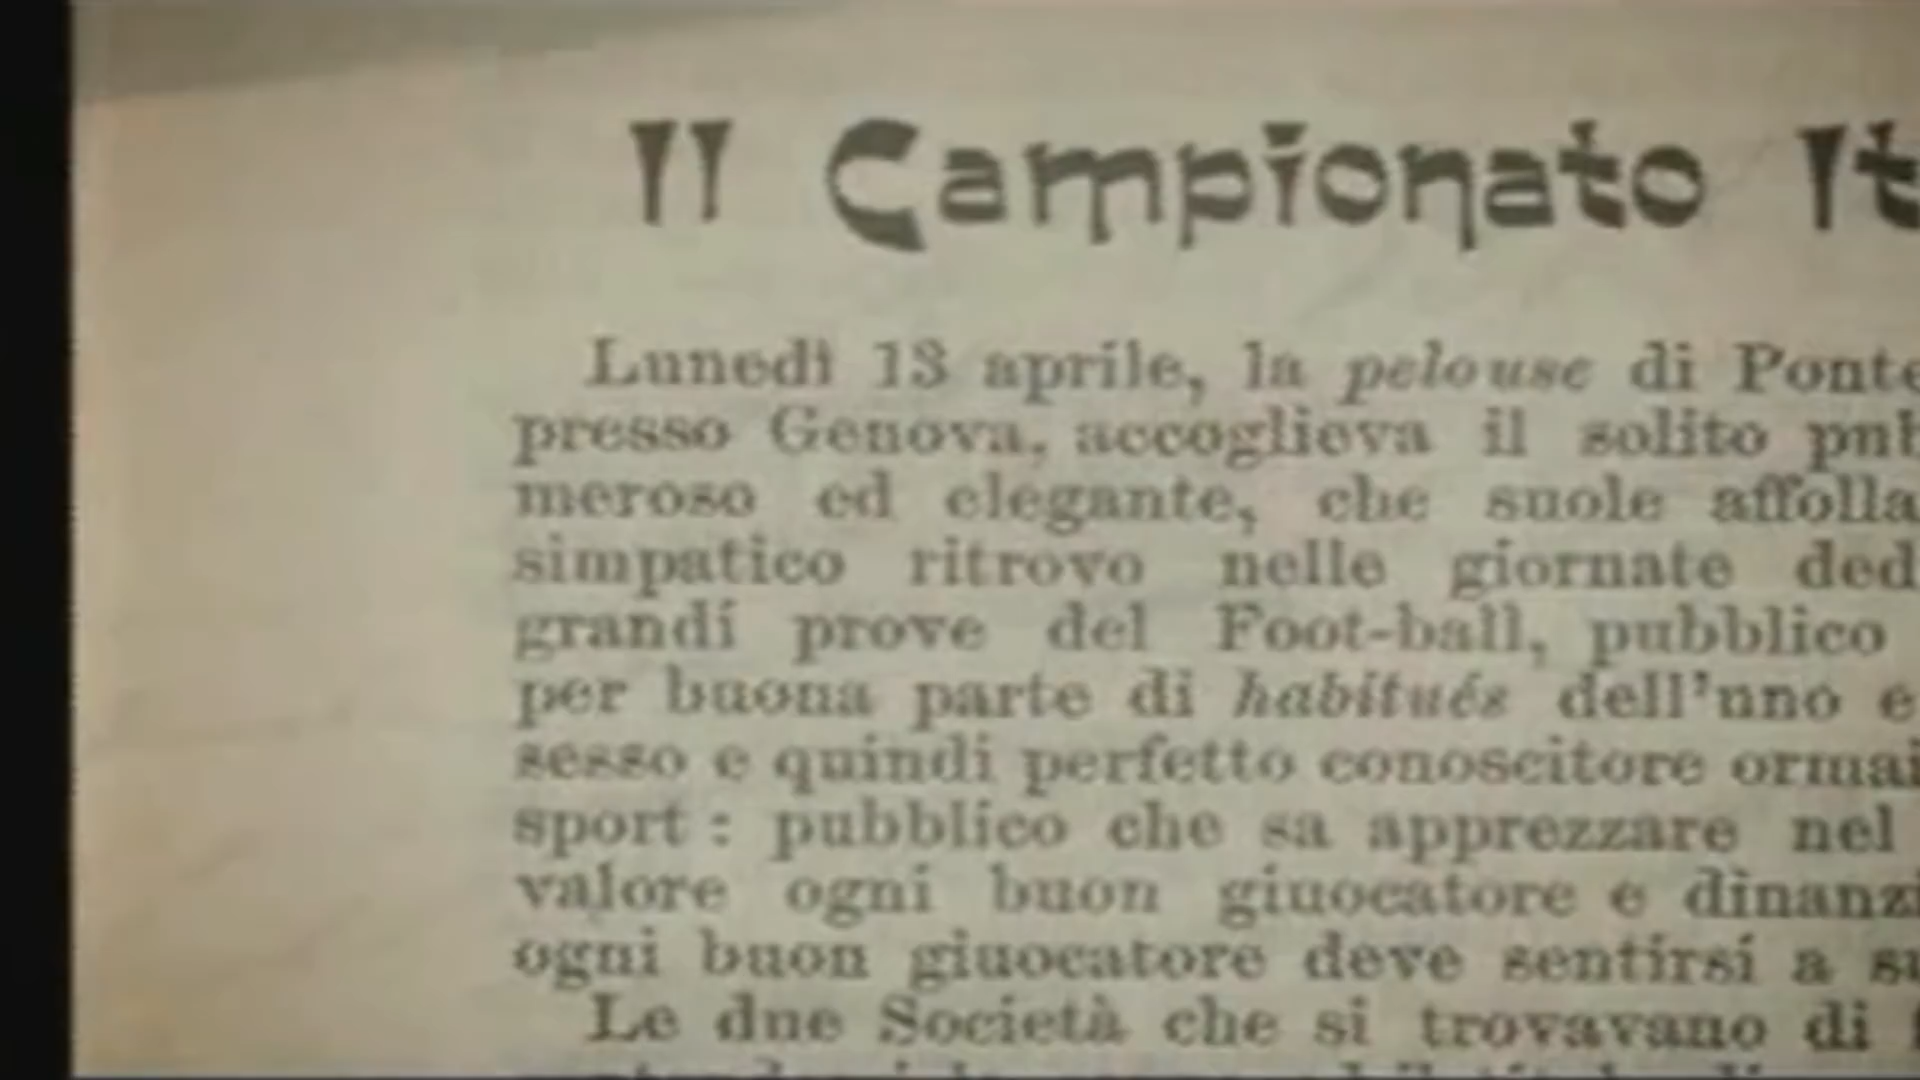 Il Campionato It
Lunedì 13 aprile, la pelouse di Ponte
presso Genova, accoglieva il solito pub
meroso ed elegante, che suole affolla
simpatico ritrovo nelle giornate ded
grandi prove del Foot-ball, pubblico
per buona parte di habitués dell'uno e
sesso e quindi perfetto conoscitore ormai
sport: pubblico che sa apprezzare nel
valore ogni buon giuocatore e dinanzi
ogni buon giuocatore deve sentirsi a su
Le due Società che si trovavano di f